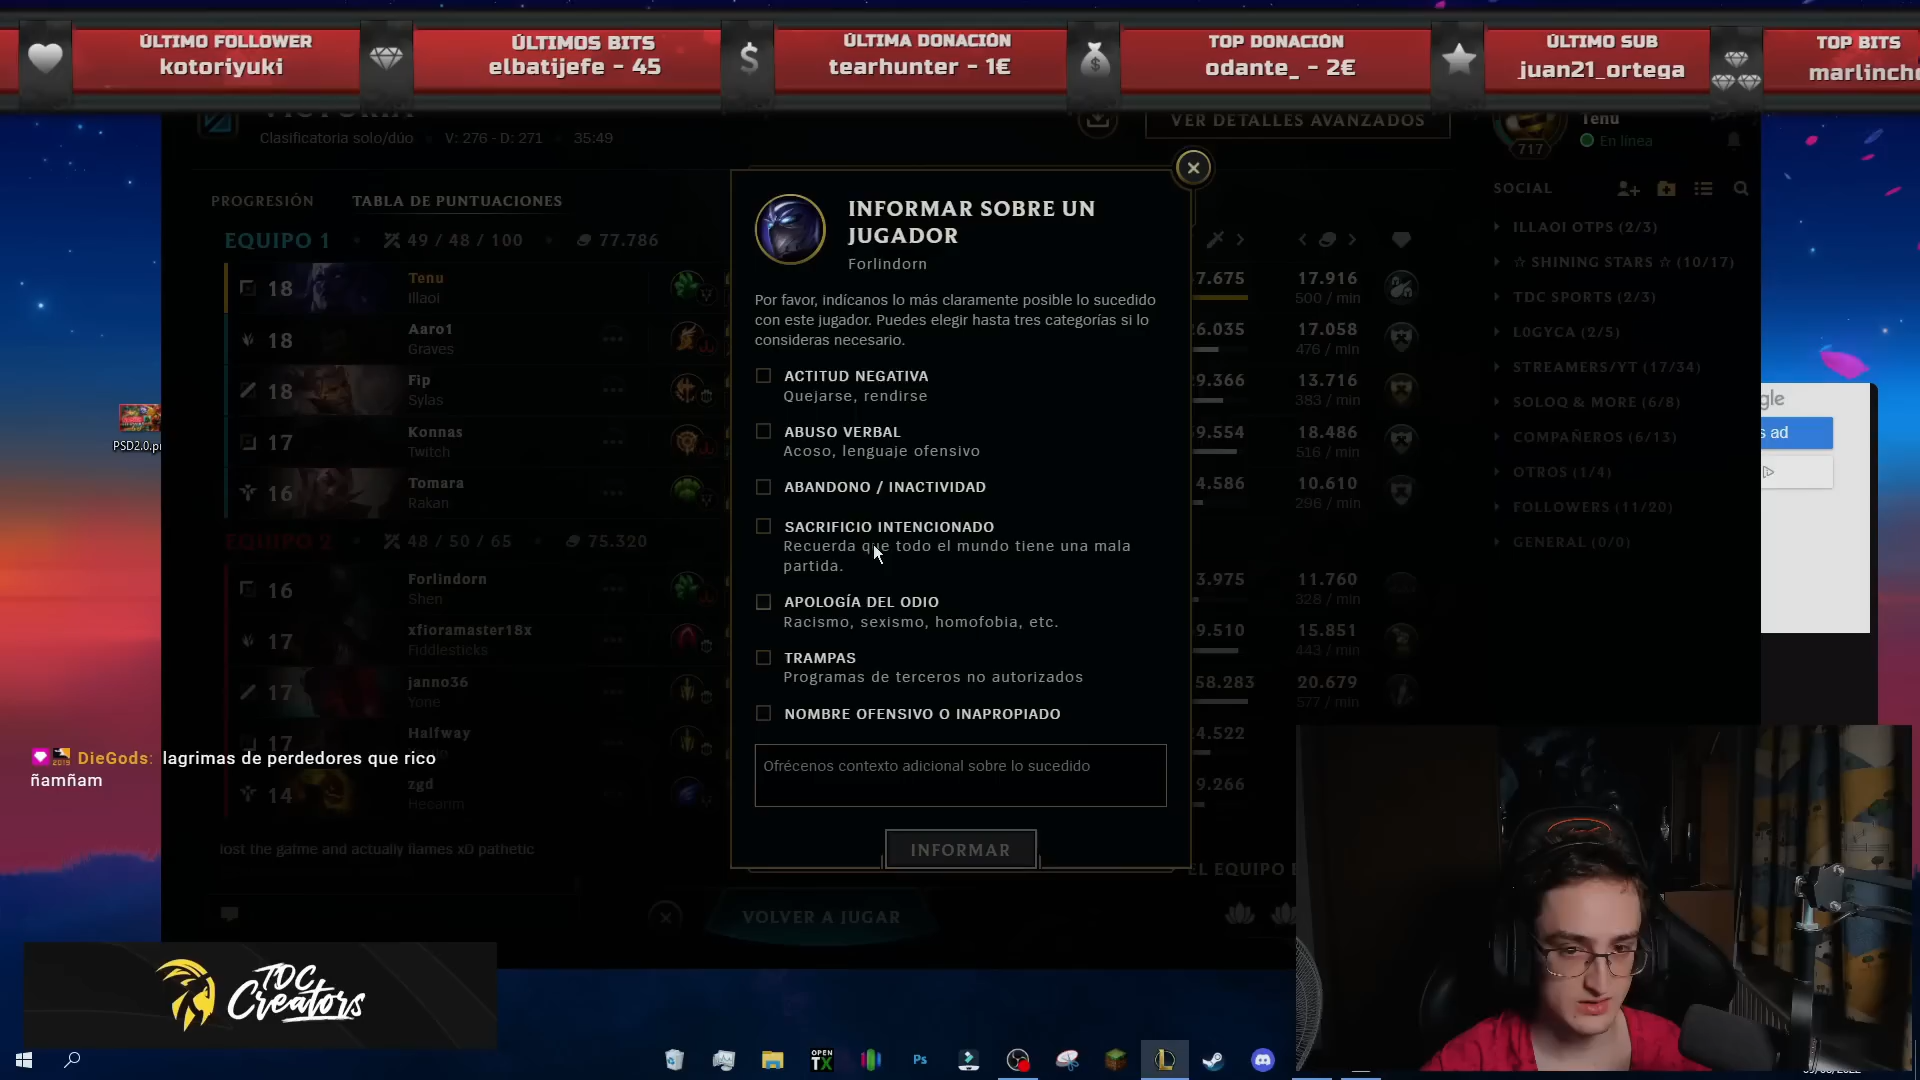 ÚLTIMO FOLLOWER
kotoriyuki
ÚLTIMOS BITS
elbatijefe - 45
ÚLTIMA DONACIÓN
tearhunter - 1€
TOP DONACIÓN
odante_ - 2€
ÚLTIMO SUB
juan21_ortega
TOP BITS
Clasificatoria solo/dúo
V: 276 - D: 271
35:49
VER DETALLES AVANZADOS
Tenu
717
En línea
PROGRESIÓN
TABLA DE PUNTUACIONES
SOCIAL
EQUIPO 1
49 / 48 / 100
77.786
18
Tenu
Illaoi
7.675
17.916
500 / min
18
Aaro1
Graves
6.035
17.058
476 / min
18
Fip
Sylas
9.366
13.716
383 / min
17
Konnas
Twitch
9.554
18.486
516 / min
16
Tomara
Rakan
4.586
10.610
296 / min
EQUIPO 2
48 / 50 / 65
75.320
16
Forlindorn
Shen
3.975
11.760
328 / min
17
xfioramaster18x
Fiddlesticks
9.510
15.851
443 / min
17
janno36
Yone
58.283
20.679
577 / min
17
Halfway
4.522
14
zgd
Hecarim
9.266
lost the gafme and actually flames xD pathetic
VOLVER A JUGAR
EL EQUIPO
INFORMAR SOBRE UN
JUGADOR
Forlindorn
Por favor, indícanos lo más claramente posible lo sucedido
con este jugador. Puedes elegir hasta tres categorías si lo
consideras necesario.
ACTITUD NEGATIVA
Quejarse, rendirse
ABUSO VERBAL
Acoso, lenguaje ofensivo
ABANDONO / INACTIVIDAD
SACRIFICIO INTENCIONADO
Recuerda que todo el mundo tiene una mala
partida.
APOLOGÍA DEL ODIO
Racismo, sexismo, homofobia, etc.
TRAMPAS
Programas de terceros no autorizados
NOMBRE OFENSIVO O INAPROPIADO
Ofrécenos contexto adicional sobre lo sucedido
INFORMAR
ILLAOI OTPS (2/3)
☆ SHINING STARS ☆ (10/17)
TDC SPORTS (2/3)
L0GYCA (2/5)
STREAMERS/YT (17/34)
SOLOQ & MORE (6/8)
COMPAÑEROS (6/13)
OTROS (1/4)
FOLLOWERS (11/20)
GENERAL (0/0)
ad
DieGods: lagrimas de perdedores que rico
ñamñam
TDC
Creators
OPEN
TX
Ps